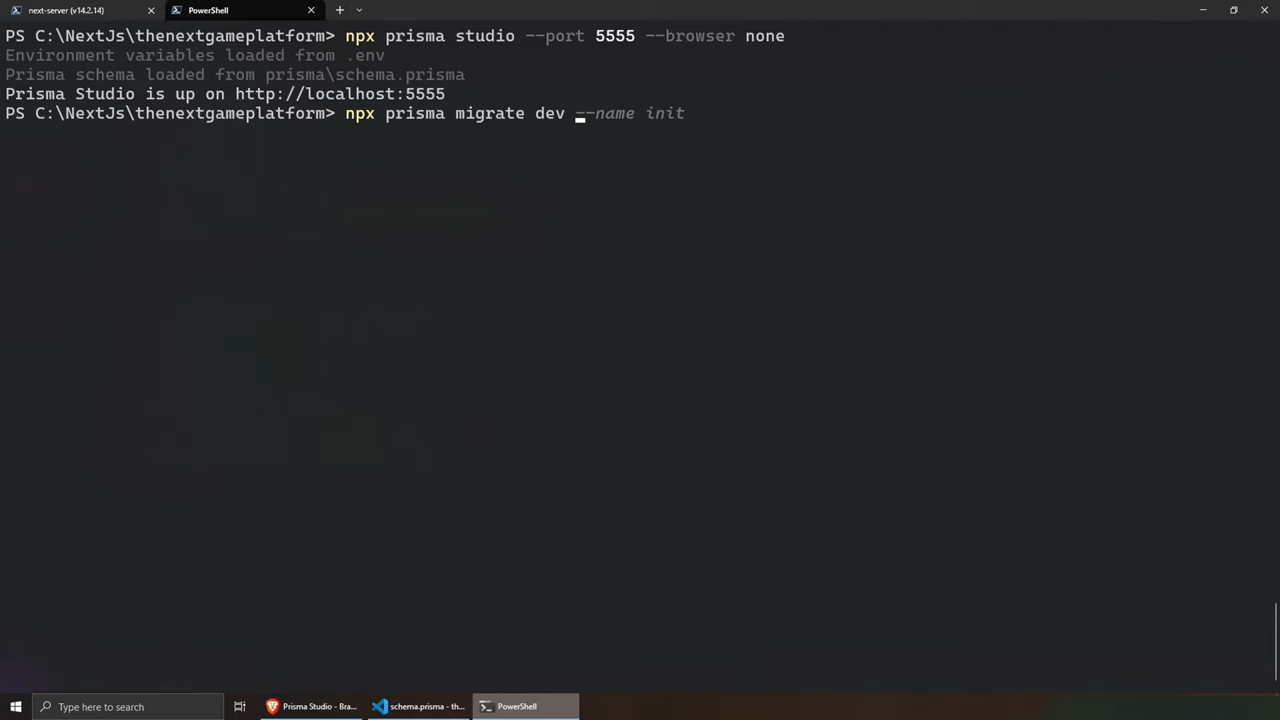 next-server (v14.2.14)
PowerShell
PS C:\NextJs\thenextgameplatform> npx prisma studio --port 5555 --browser none
Environment variables loaded from .env
Prisma schema loaded from prisma\schema.prisma
Prisma Studio is up on http://localhost:5555
PS C:\NextJs\thenextgameplatform> npx prisma migrate dev --name init
Type here to search
Prisma Studio - Bra...
schema.prisma - th...
PowerShell